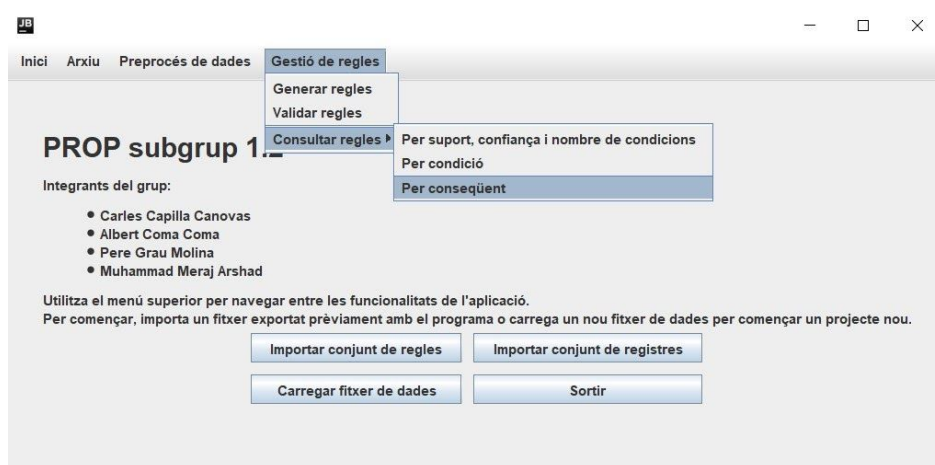 JB
Inici Arxiu Preprocés de dades Gestió de regles
Generar regles
Validar regles
Consultar regles
Per suport, confiança i nombre de condicions
Per condició
Per conseqüent
PROP subgrup 1.2
Integrants del grup:
Carles Capilla Canovas
Albert Coma Coma
Pere Grau Molina
Muhammad Meraj Arshad
Utilitza el menú superior per navegar entre les funcionalitats de l'aplicació.
Per començar, importa un fitxer exportat prèviament amb el programa o carrega un nou fitxer de dades per començar un projecte nou.
Importar conjunt de regles Importar conjunt de registres
Carregar fitxer de dades Sortir